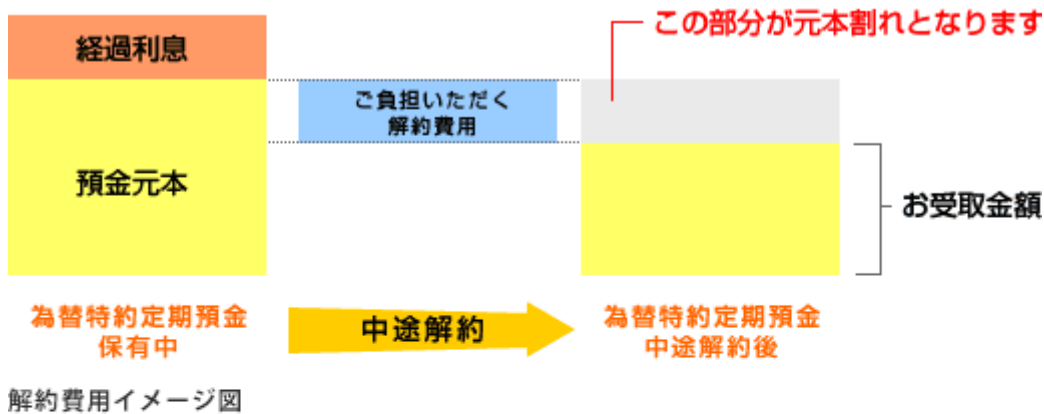 この部分が元本割れとなります
経過利息
ご負担いただく
解約費用
預金元本
お受取金額
為替特約定期預金
保有中
中途解約
為替特約定期預金
中途解約後
解約費用イメージ図